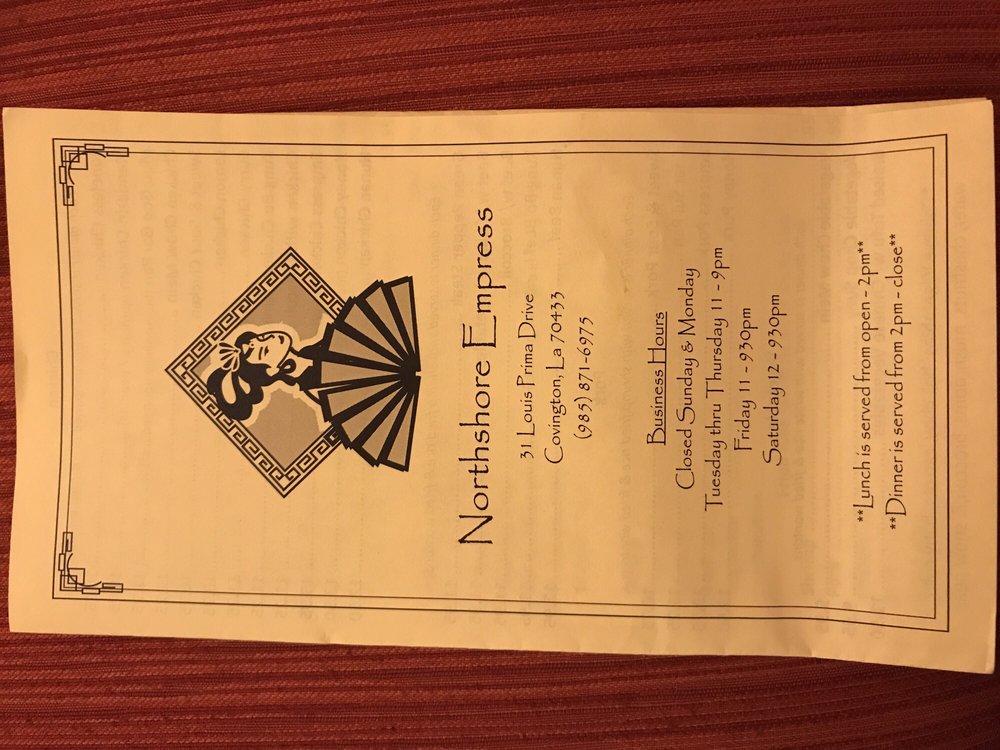 Northshore Empress
31 Louis Prima Drive
Covington, La 70433
(985) 871-6975
Business Hours
Closed Sunday & Monday
Tuesday thru Thursday 11 - 9pm
Friday 11 - 930pm
Saturday 12 - 930pm
**Lunch is served from open - 2pm**
**Dinner is served from 2pm - close**